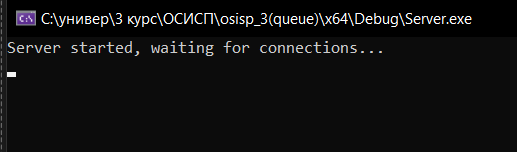 C:\универ\3 курс\ОСИСП\osisp_3(queue)\x64\Debug\Server.exe
Server started, waiting for connections...